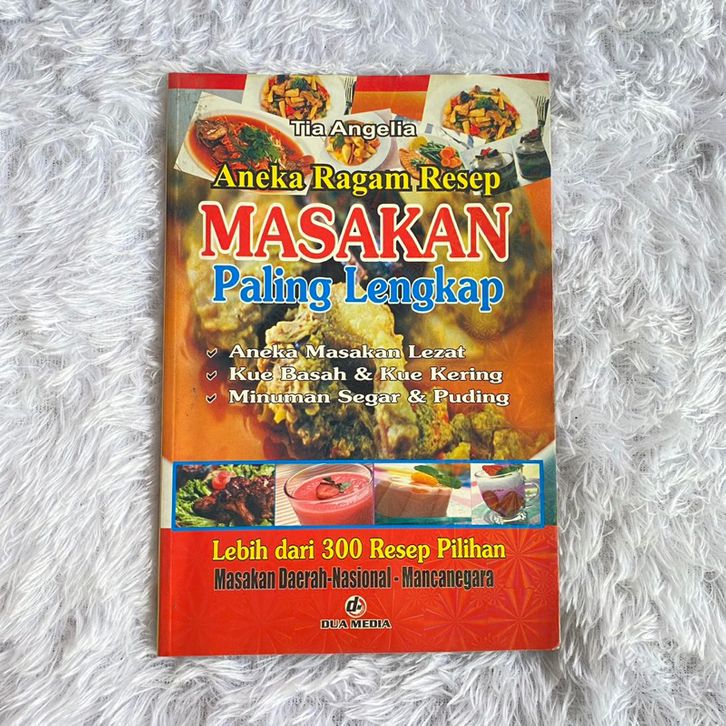 Tia Angelia
Aneka Ragam Resep
MASAKAN
Paling Lengkap
Aneka Masakan Lezat
Kue Basah & Kue Kering
Minuman Segar & Puding
Lebih dari 300 Resep Pilihan
Masakan Daerah-Nasional - Mancanegara
dm
DUA MEDIA